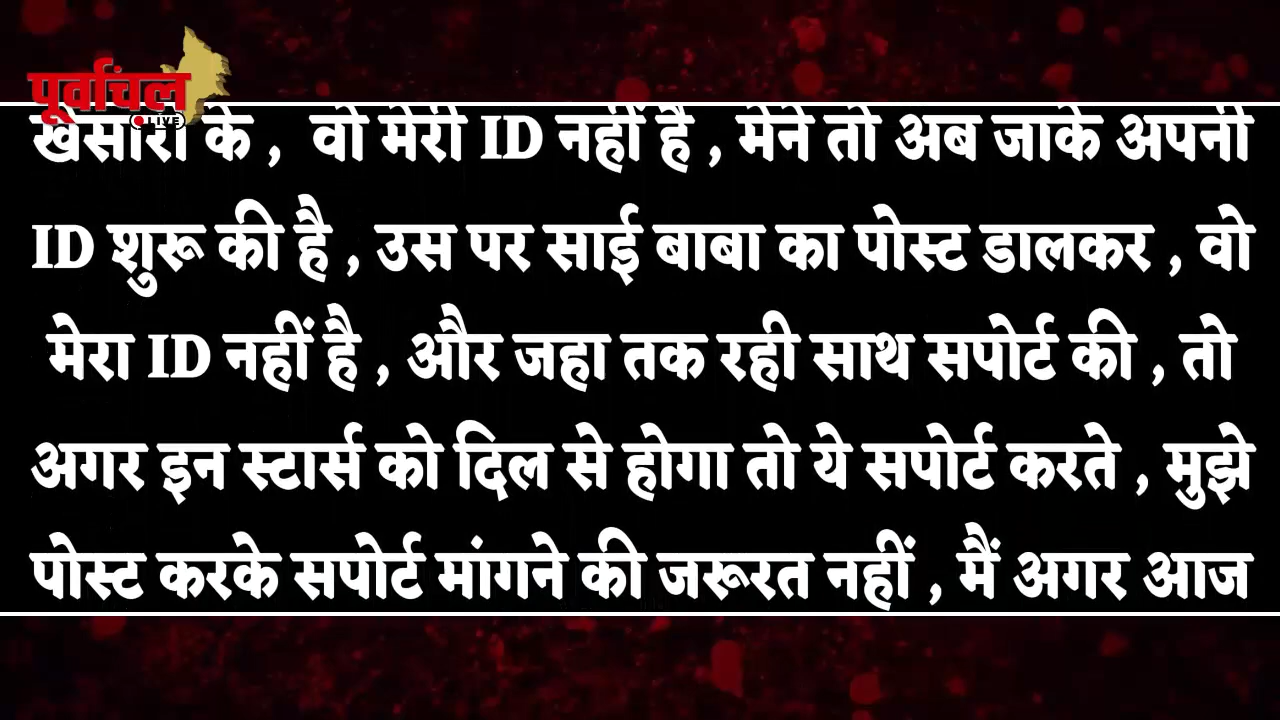 पूर्वांचल
LIVE
खेसारी के , वो मेरी ID नहीं है , मेने तो अब जाके अपनी
ID शुरू की है , उस पर साई बाबा का पोस्ट डालकर , वो
मेरा ID नहीं है , और जहा तक रही साथ सपोर्ट की , तो
अगर इन स्टार्स को दिल से होगा तो ये सपोर्ट करते , मुझे
पोस्ट करके सपोर्ट मांगने की जरूरत नहीं , मैं अगर आज